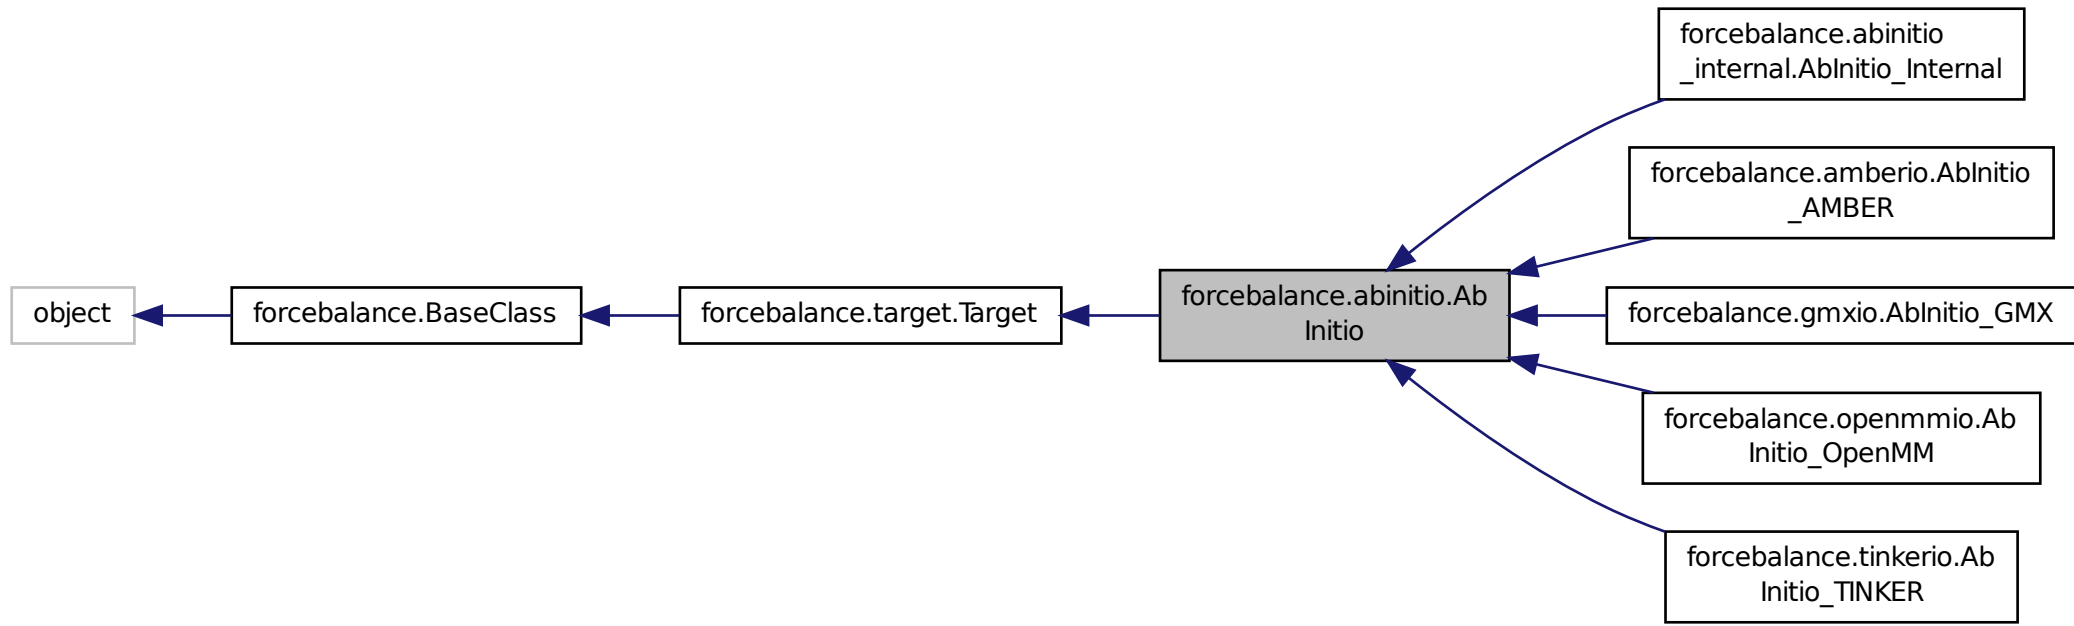 object
forcebalance.BaseClass
forcebalance.target.Target
forcebalance.abinitio.Ab
Initio
forcebalance.abinitio
_internal.AbInitio_Internal
forcebalance.amberio.AbInitio
_AMBER
forcebalance.gmxio.AbInitio_GMX
forcebalance.openmmio.Ab
Initio_OpenMM
forcebalance.tinkerio.Ab
Initio_TINKER